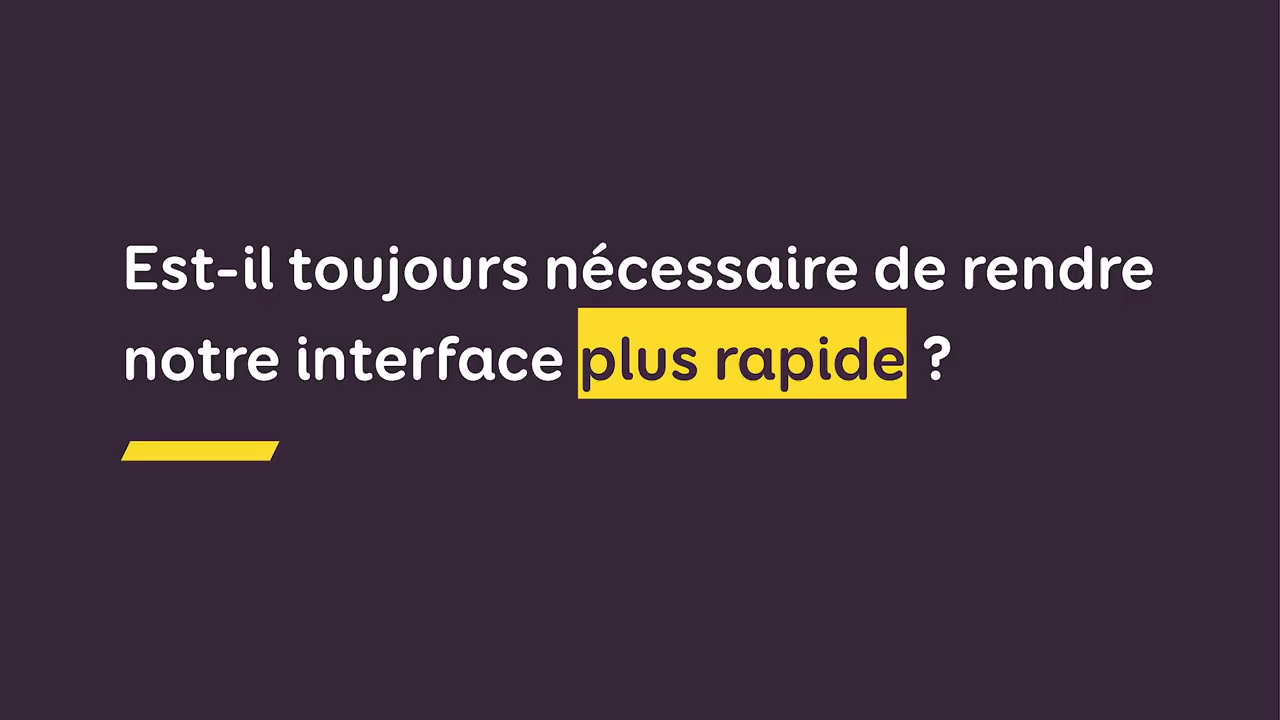 Est-il toujours nécessaire de rendre
notre interface plus rapide ?